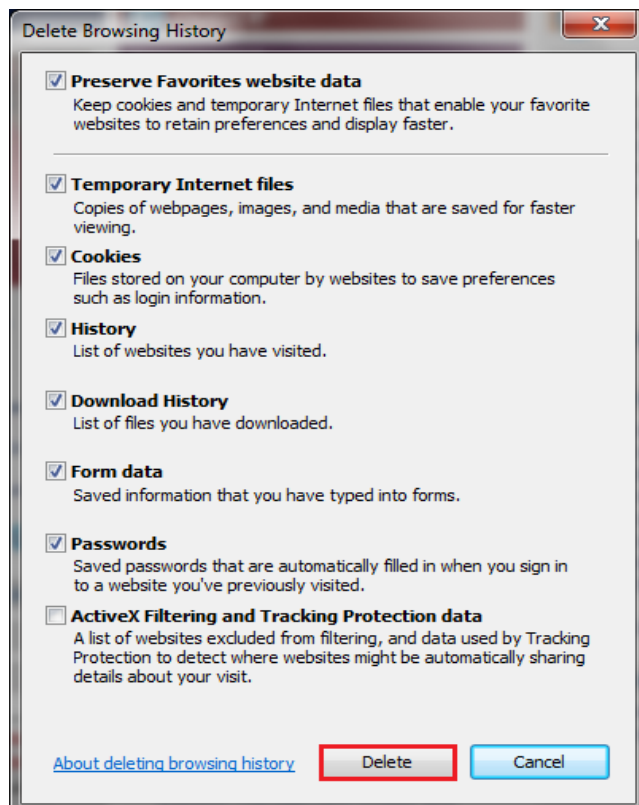 Delete Browsing History
Preserve Favorites website data
Keep cookies and temporary Internet files that enable your favorite
websites to retain preferences and display faster.
Temporary Internet files
Copies of webpages, images, and media that are saved for faster
viewing.
Cookies
Files stored on your computer by websites to save preferences
such as login information.
History
List of websites you have visited.
Download History
List of files you have downloaded.
Form data
Saved information that you have typed into forms.
Passwords
Saved passwords that are automatically filled in when you sign in
to a website you've previously visited.
ActiveX Filtering and Tracking Protection data
A list of websites excluded from filtering, and data used by Tracking
Protection to detect where websites might be automatically sharing
details about your visit.
About deleting browsing history Delete Cancel